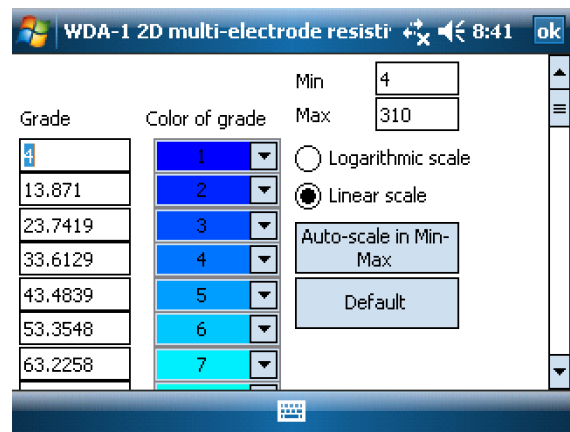 WDA-1 2D multi-electrode resisti 8:41 ok
Min 4
Grade Color of grade Max 310
4 1 Logarithmic scale
13.871 2 Linear scale
23.7419 3 Auto-scale in Min-
33.6129 4 Max
43.4839 5 Default
53.3548 6
63.2258 7